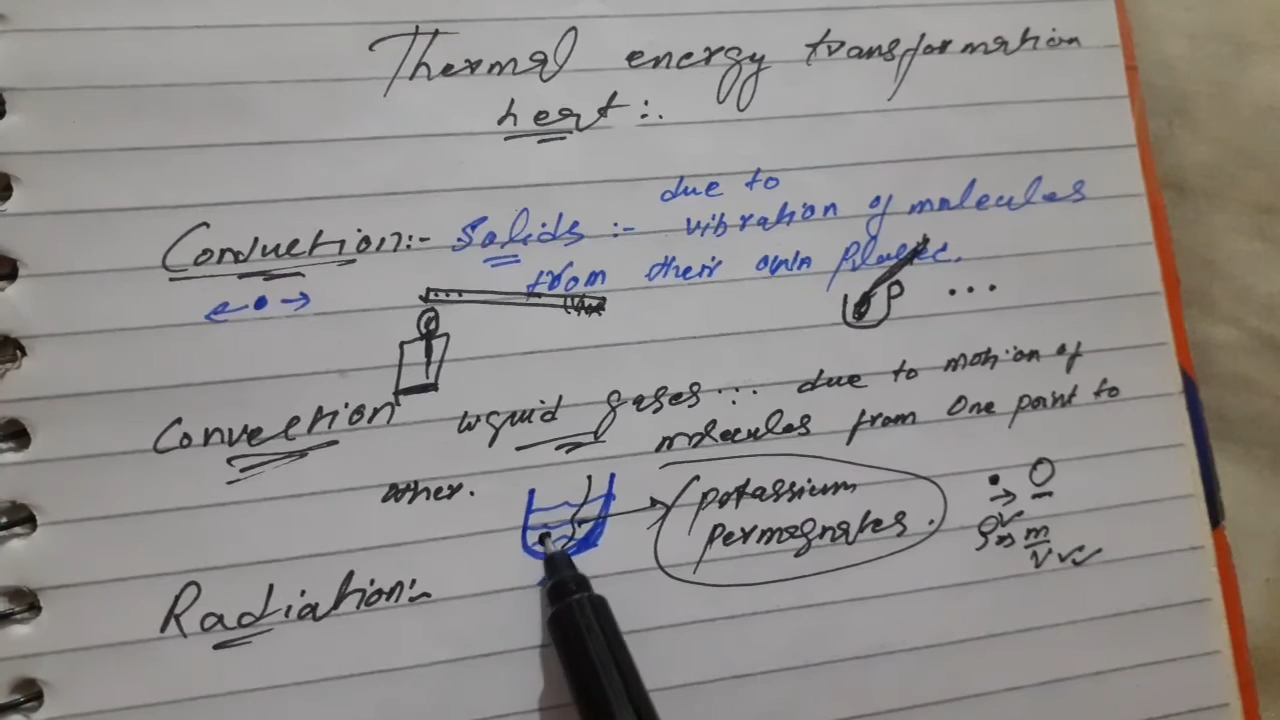 Thermal energy transformation
heat:.
Conduction:- Solids :- due to
vibration of molecules
from their own places.
P ...
Convection liquid gases... due to motion of
molecules from One point to
other.
potassium
permagnates.
ρ m
v
Radiation:-